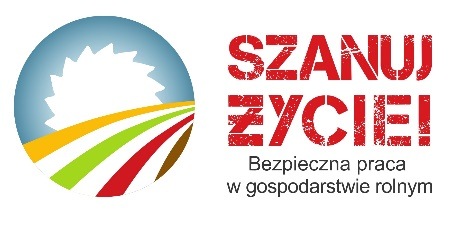 SZANUJ
ŻYCIE!
Bezpieczna praca
w gospodarstwie rolnym